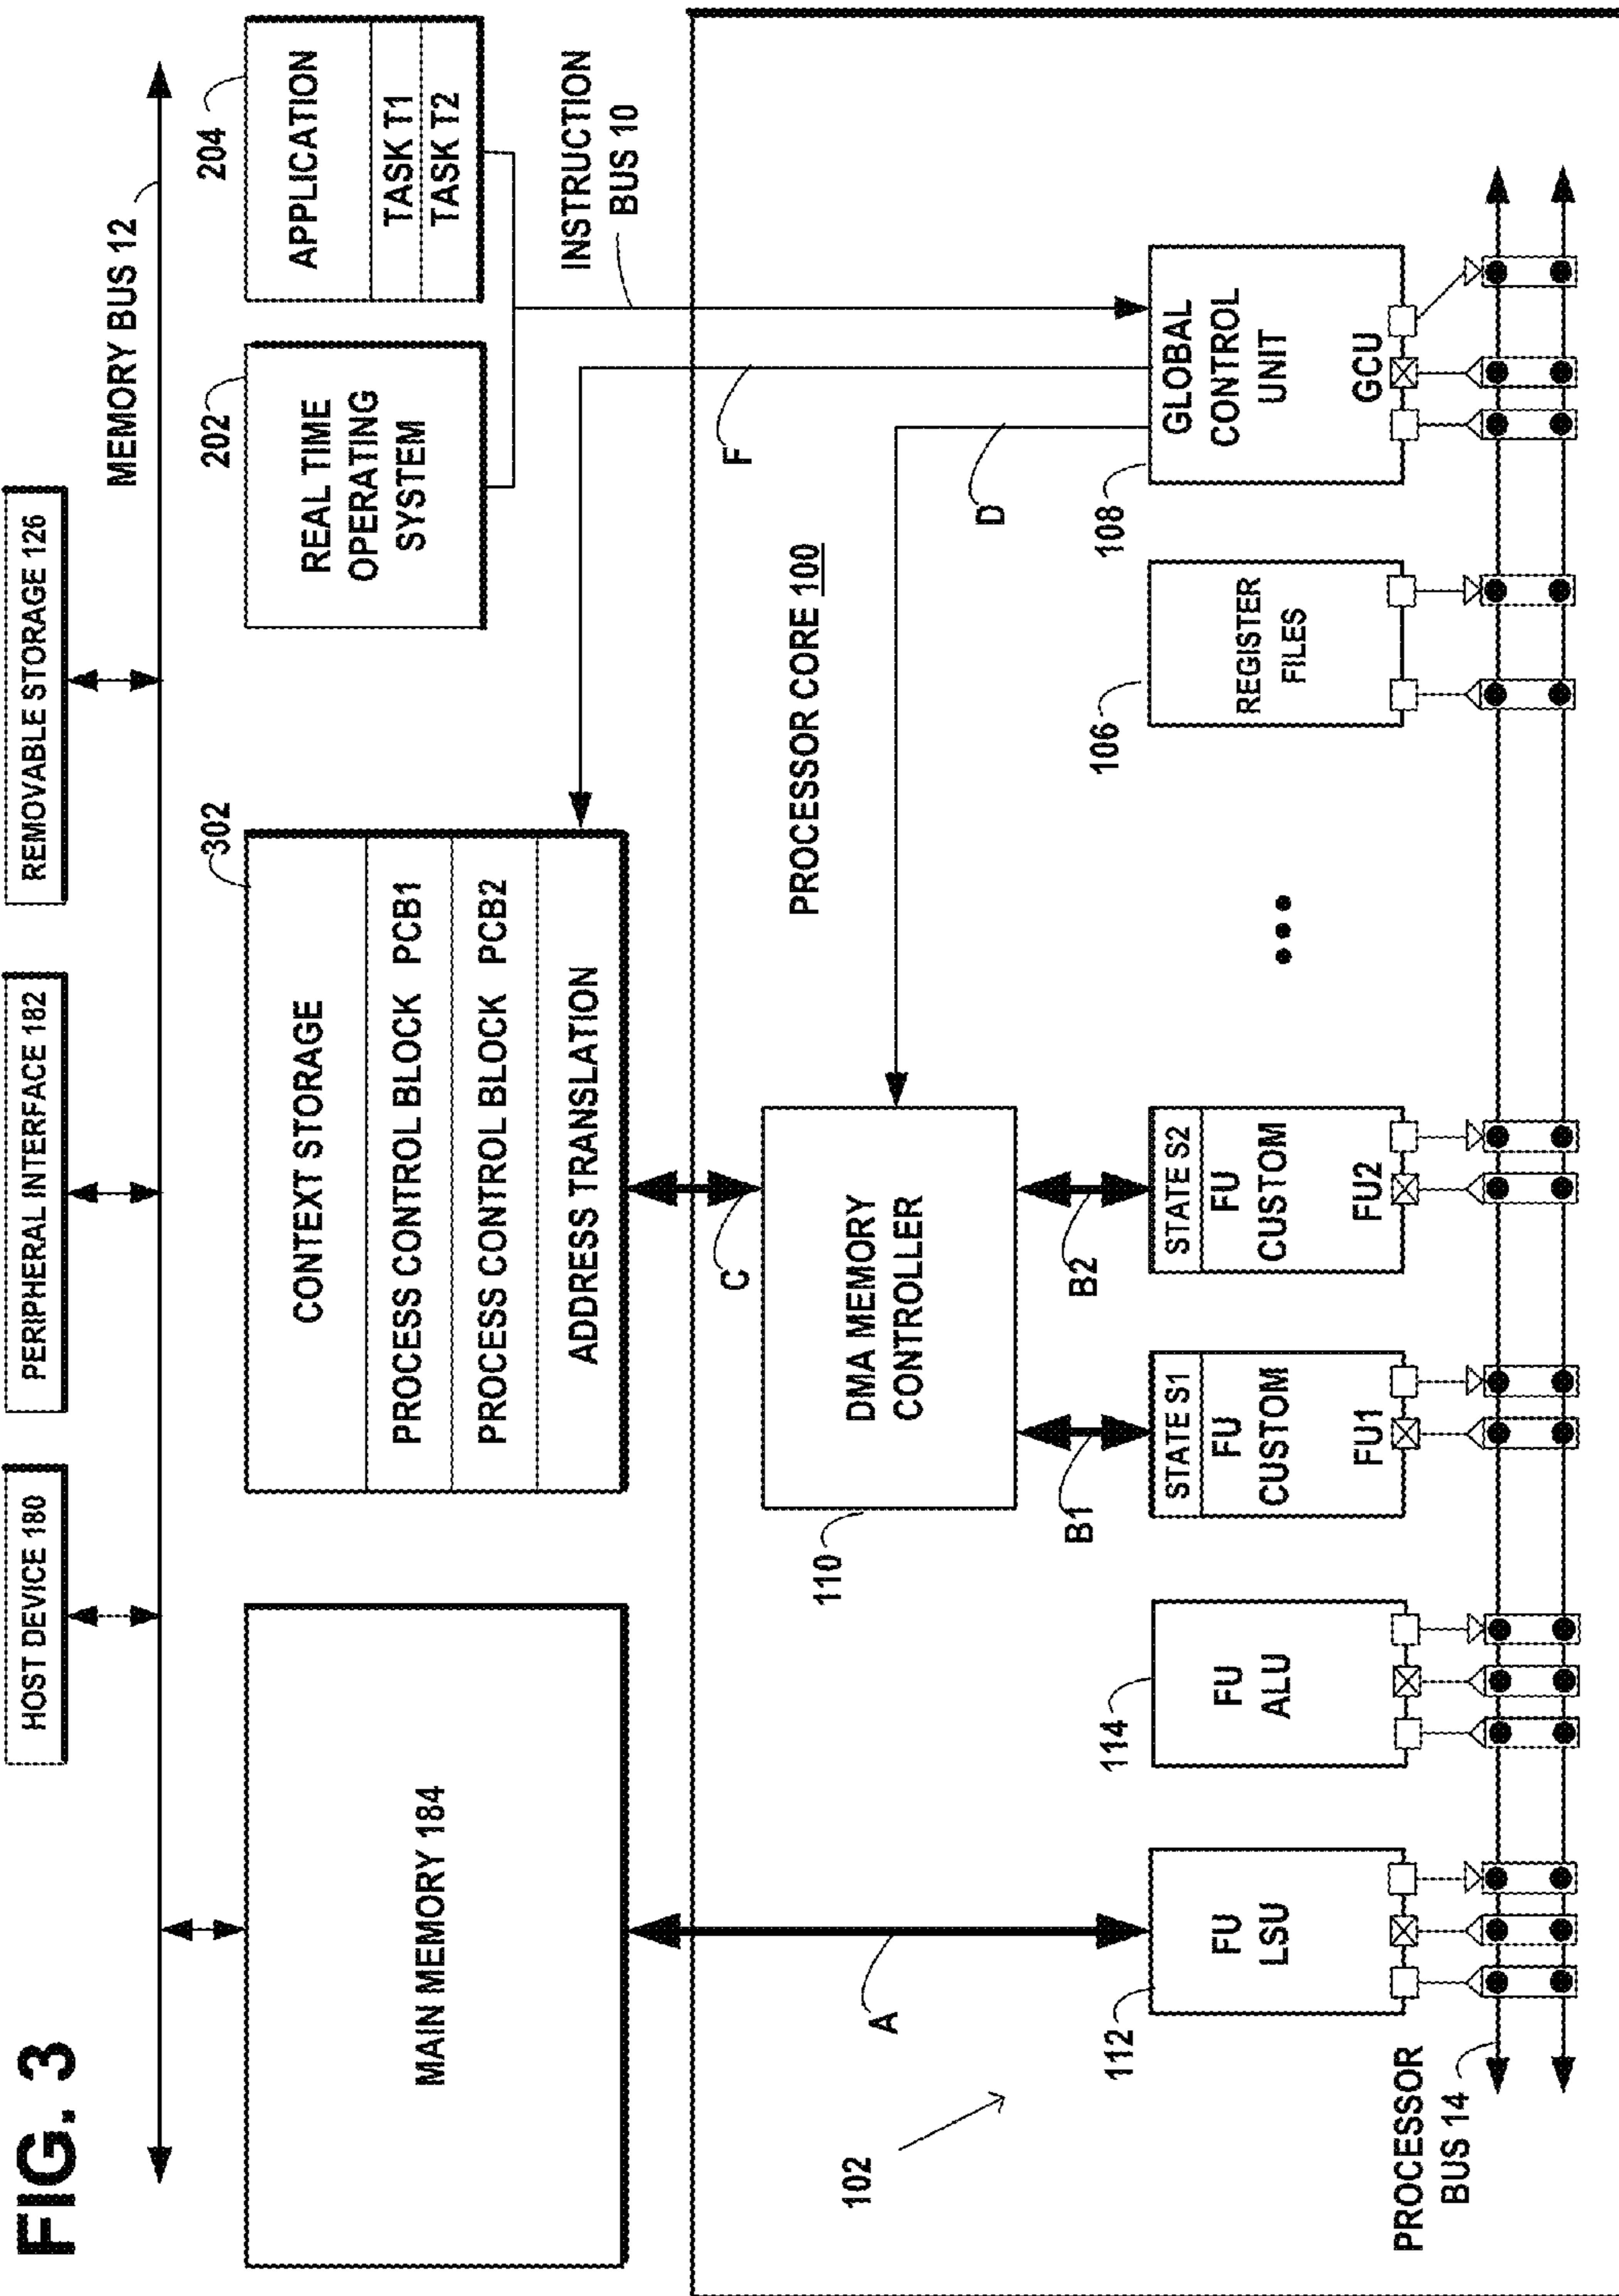 FIG. 3
HOST DEVICE 180
PERIPHERAL INTERFACE 182
REMOVABLE STORAGE 126
MEMORY BUS 12
MAIN MEMORY 184
302
CONTEXT STORAGE
PROCESS CONTROL BLOCK PCB1
PROCESS CONTROL BLOCK PCB2
ADDRESS TRANSLATION
202
REAL TIME
OPERATING
SYSTEM
204
APPLICATION
TASK T1
TASK T2
INSTRUCTION
BUS 10
F
D
C
A
PROCESSOR CORE 100
102
110
DMA MEMORY
CONTROLLER
B1
B2
112
FU
LSU
114
FU
ALU
STATE S1
FU
CUSTOM
FU1
STATE S2
FU
CUSTOM
FU2
106
REGISTER
FILES
108
GLOBAL
CONTROL
UNIT
GCU
PROCESSOR
BUS 14